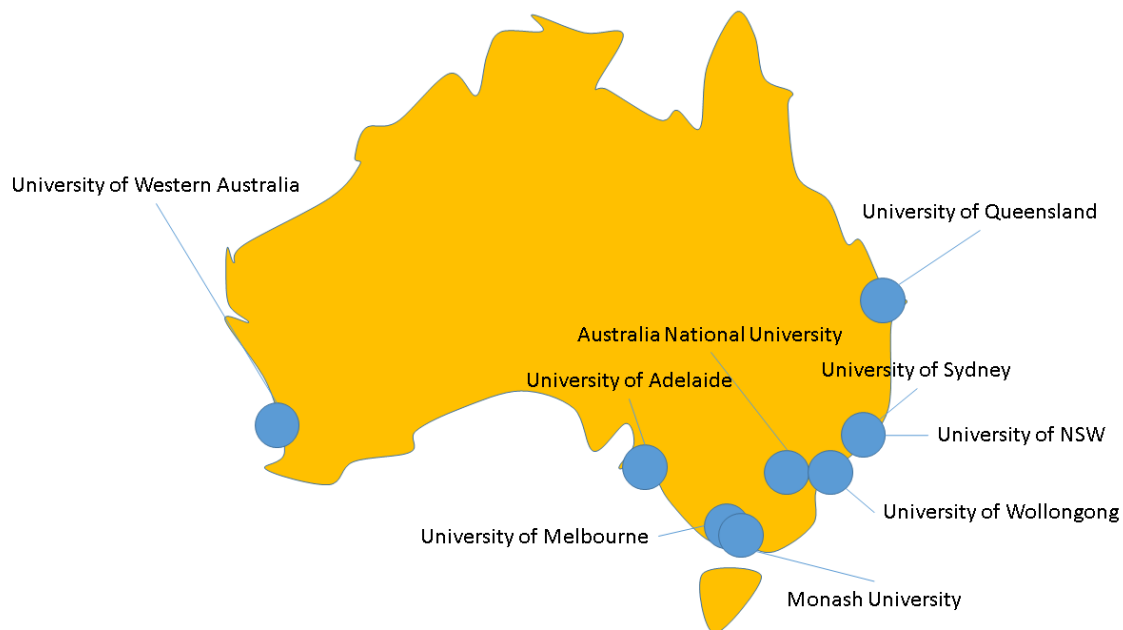 University of Western Australia
University of Queensland
Australia National University
University of Sydney
University of Adelaide
University of NSW
University of Wollongong
University of Melbourne
Monash University